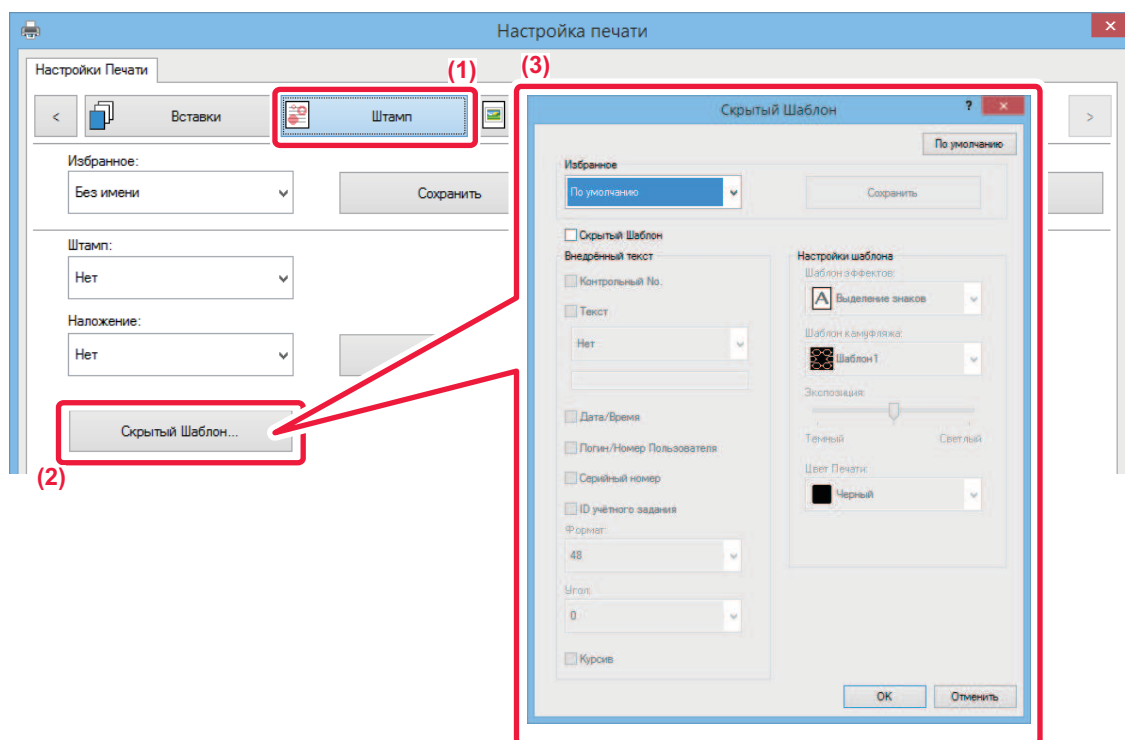 Настройка печати
Настройки Печати
(1)
(3)
<
Вставки
Штамп
>
Избранное:
Без имени
Сохранить
Штамп:
Нет
Наложение:
Нет
Скрытый Шаблон...
(2)
Скрытый Шаблон
?
По умолчанию
Избранное
По умолчанию
Сохранить
Скрытый Шаблон
Внедрённый текст
Контрольный No.
Текст
Нет
Дата/Время
Логин/Номер Пользователя
Серийный номер
ID учётного задания
Формат:
48
Угол:
0
Курсив
Настройки шаблона
Шаблон эффектов:
A
Выделение знаков
Шаблон камуфляжа:
Шаблон1
Экспозиция:
Темный
Светлый
Цвет Печати:
Черный
OK
Отменить